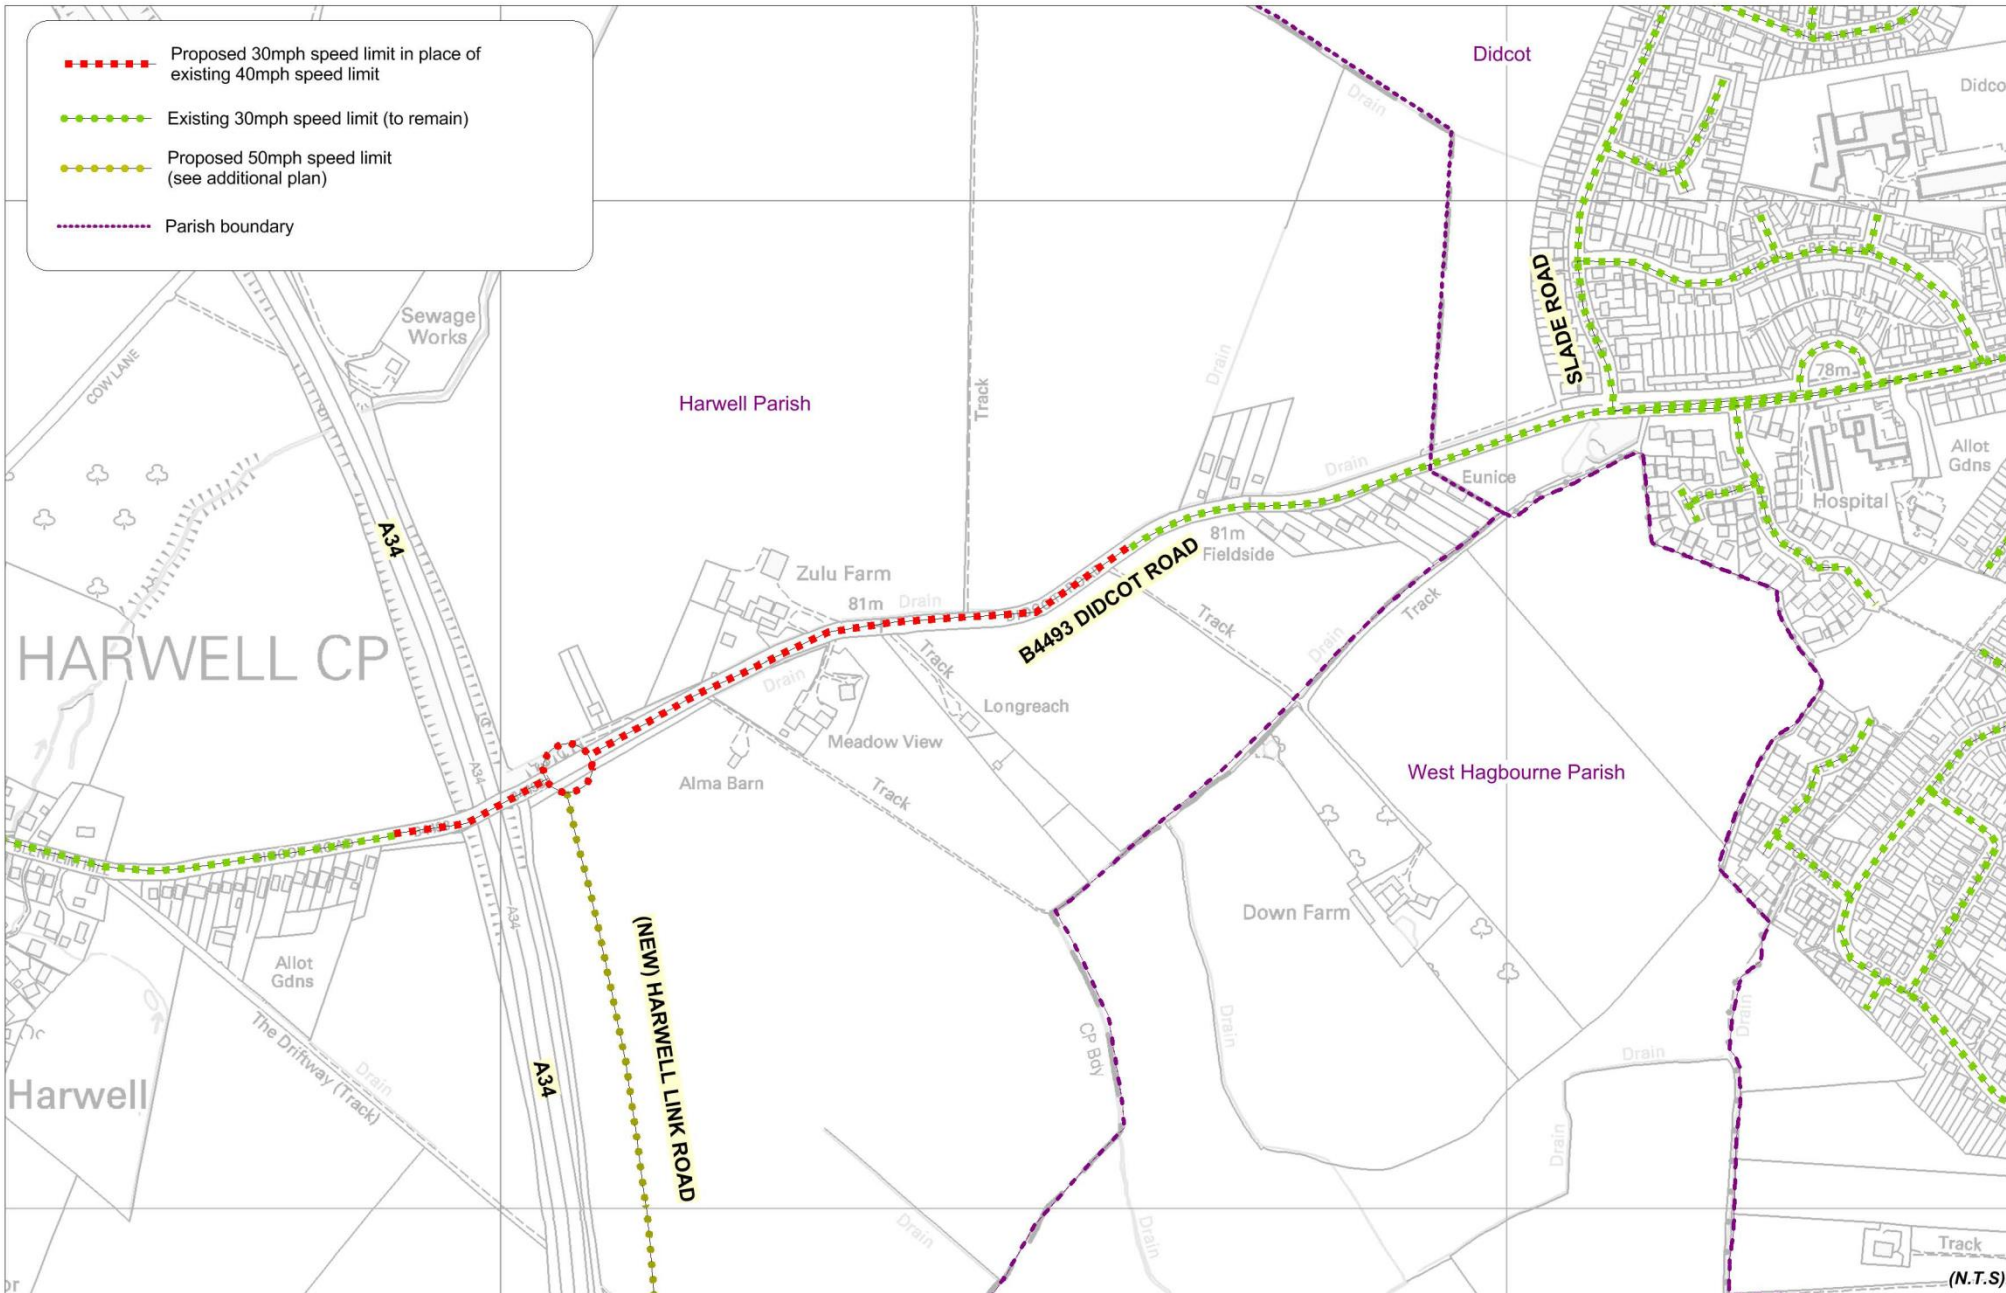 Proposed 30mph speed limit in place of
existing 40mph speed limit
Existing 30mph speed limit (to remain)
Proposed 50mph speed limit
(see additional plan)
Parish boundary
Didcot
Drain
Didco
SLADE ROAD
Sewage
Works
COW LANE
Harwell Parish
Track
Drain
78m
Allot
Gdns
Hospital
Drain
Eunice
A34
81m
Fieldside
B4493 DIDCOT ROAD
Zulu Farm
81m
Drain
Track
Track
Drain
HARWELL CP
Track
Drain
Longreach
Meadow View
Alma Barn
Track
West Hagbourne Parish
A34
Down Farm
A34
(NEW) HARWELL LINK ROAD
Allot
Gdns
The Driftway (Track)
Drain
CP Bdy
Drain
Drain
Drain
Harwell
A34
Drain
Drain
Drain
Track
(N.T.S)